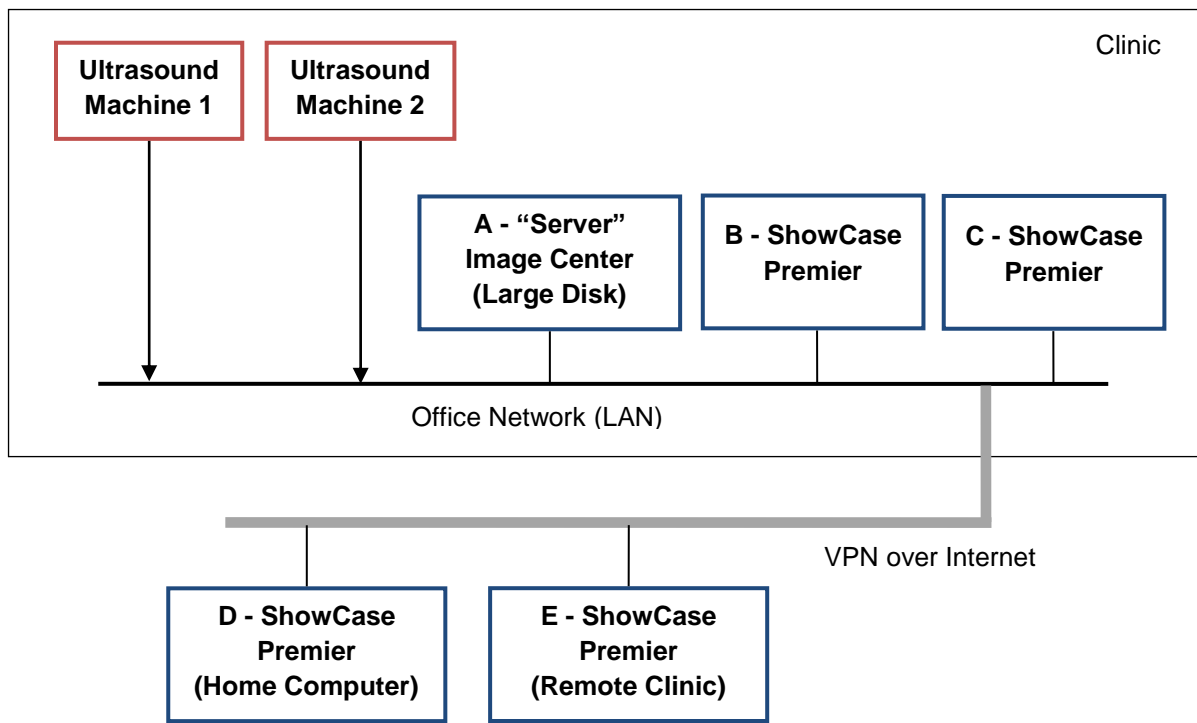 Clinic
Ultrasound
Machine 1
Ultrasound
Machine 2
A - “Server”
Image Center
(Large Disk)
B - ShowCase
Premier
C - ShowCase
Premier
Office Network (LAN)
VPN over Internet
D - ShowCase
Premier
(Home Computer)
E - ShowCase
Premier
(Remote Clinic)